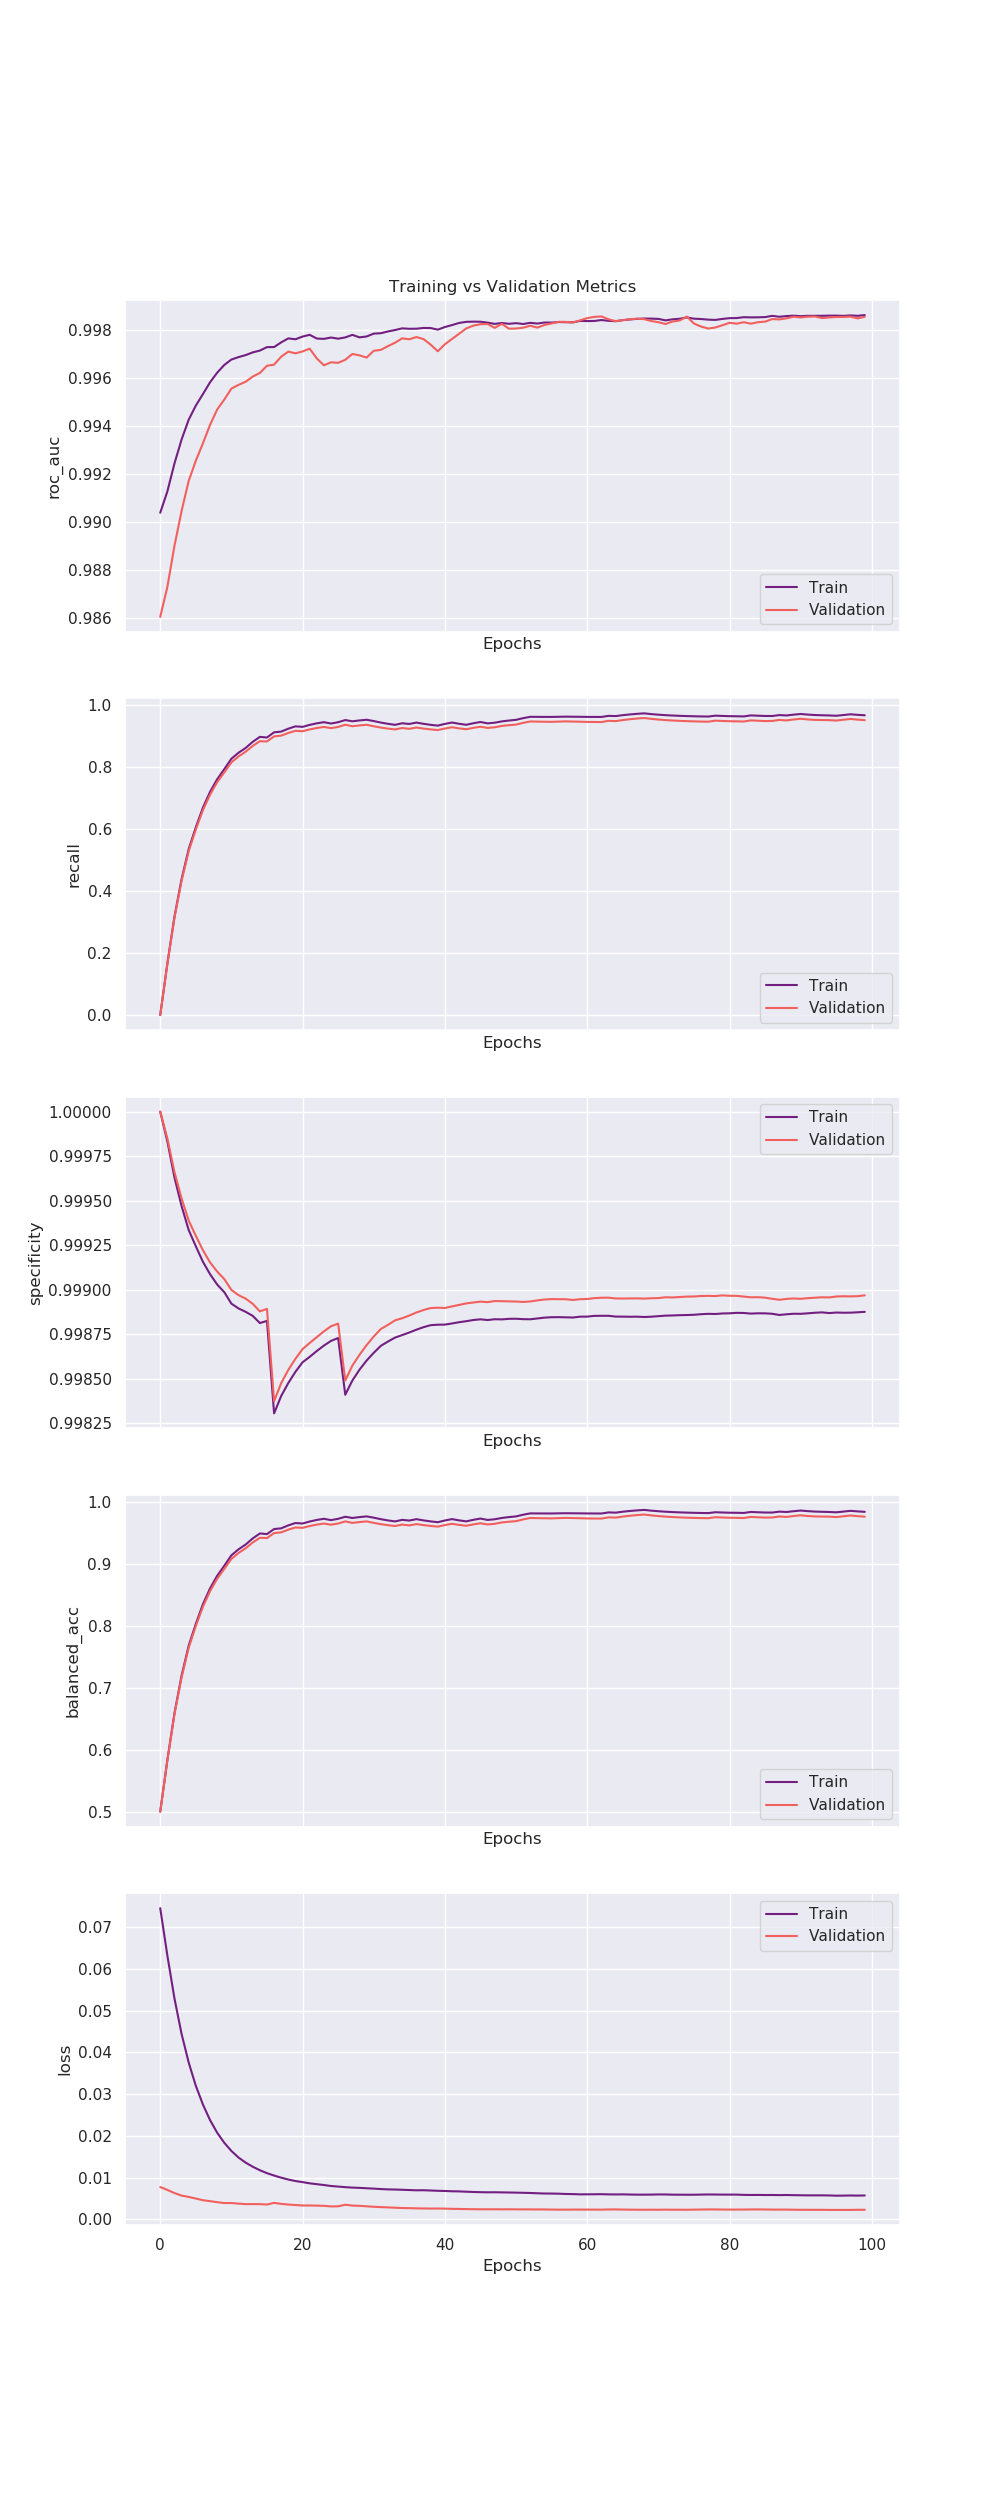 Training vs Validation Metrics
0.998
0.996
0.994
0.992
0.990
0.988
0.986
roc_auc
Train
Validation
Epochs
1.0
0.8
0.6
0.4
0.2
0.0
recall
Train
Validation
Epochs
1.00000
0.99975
0.99950
0.99925
0.99900
0.99875
0.99850
0.99825
specificity
Train
Validation
Epochs
1.0
0.9
0.8
0.7
0.6
0.5
balanced_acc
Train
Validation
Epochs
0.07
0.06
0.05
0.04
0.03
0.02
0.01
0.00
loss
Train
Validation
0 20 40 60 80 100
Epochs